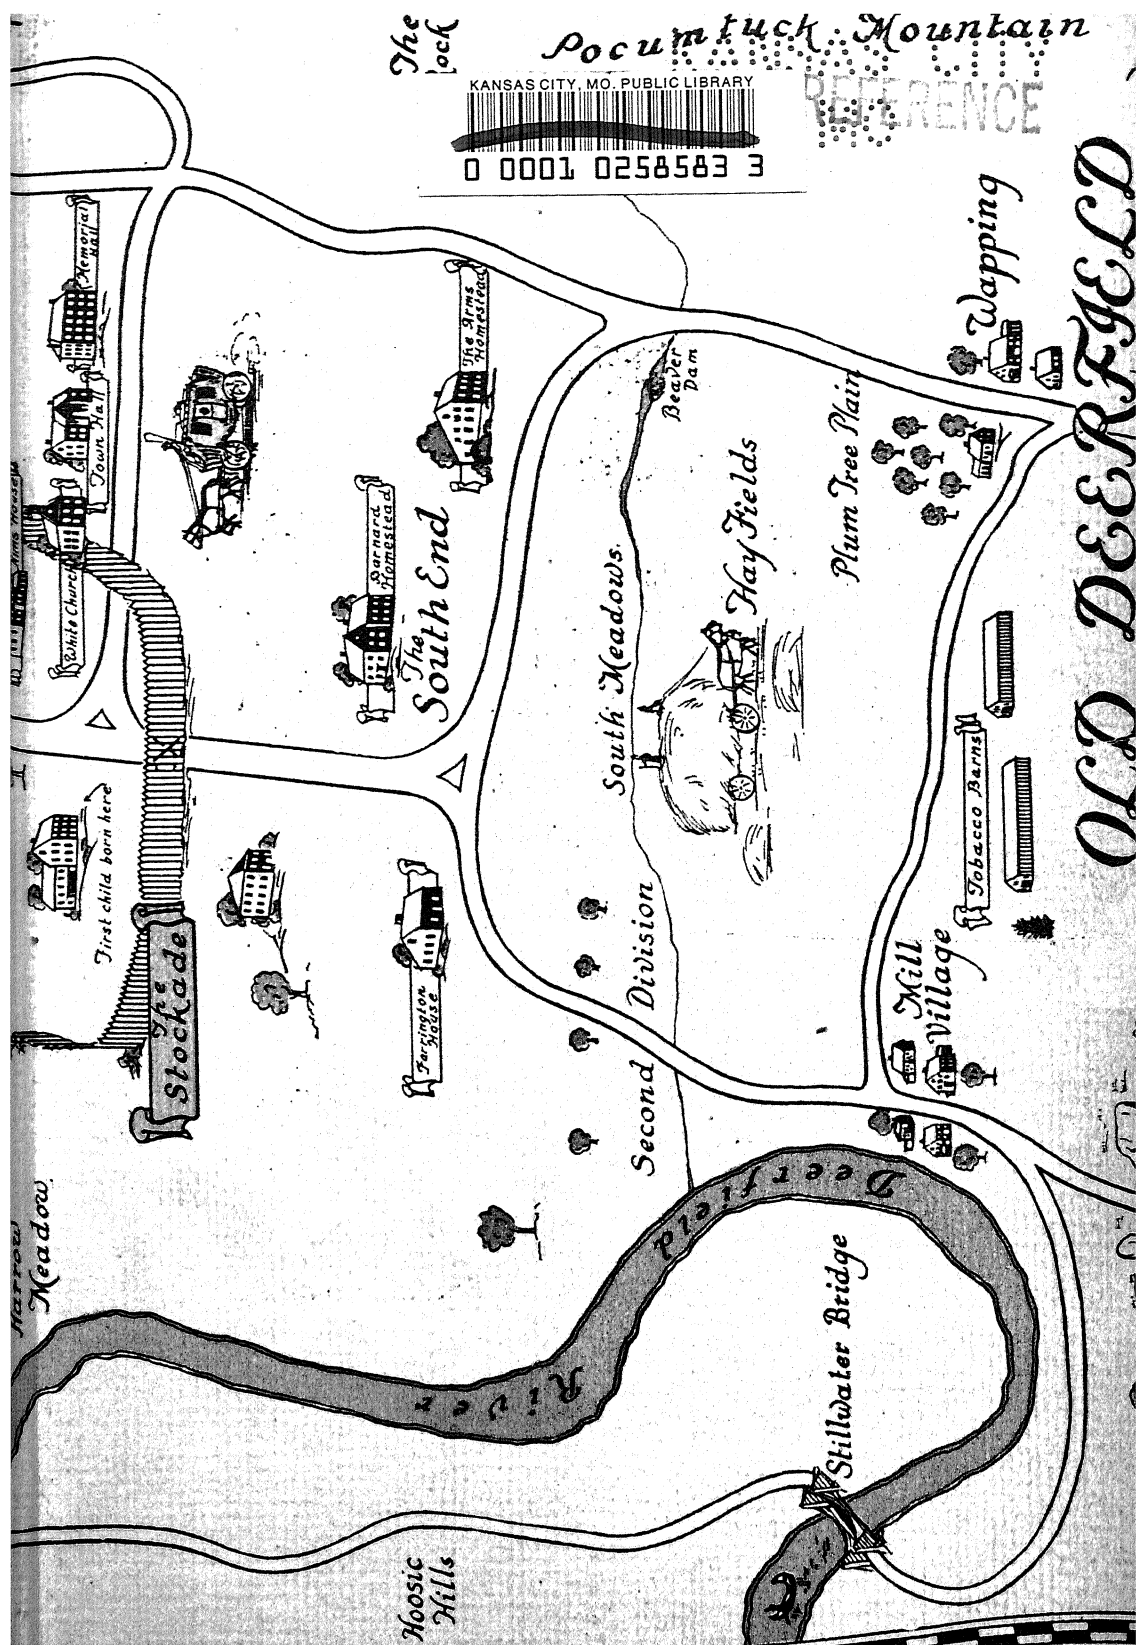 The
Pocumtuck Mountain
KANSAS CITY
KANSAS CITY, MO. PUBLIC LIBRARY
REFERENCE
0 0001 0258583 3
Memorial
Hall
Town Hall
White Church
The Arms
Homestead
Barnard
Homestead
The
South End
Beaver
Dam
Wapping
Plum Tree Plain
Hay Fields
South Meadows.
OLD DEERFIELD
Tobacco Barns
First child born here
The
Stockade
Farrington
House
Second Division
Mill
Village
Meadow.
Deerfield
River
Stillwater Bridge
Hoosic
Hills